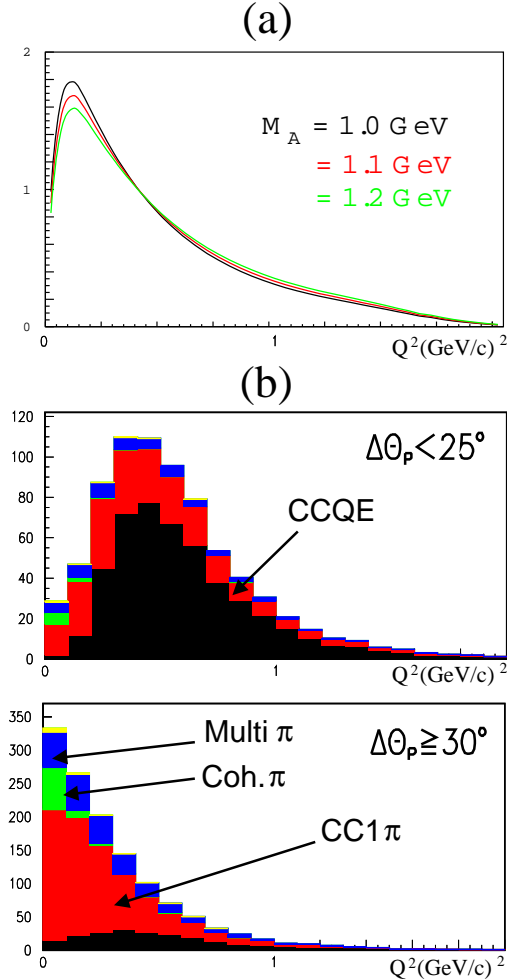 (a)
2
1
0
M A = 1.0 GeV
= 1.1 GeV
= 1.2 GeV
0 1 Q² (GeV/c) ²
(b)
120
100
80
60
40
20
0
ΔΘP<25°
CCQE
0 1 Q² (GeV/c) ²
350
300
250
200
150
100
50
0
Multi π
Coh.π
CC1π
ΔΘP≧30°
0 1 Q² (GeV/c) ²